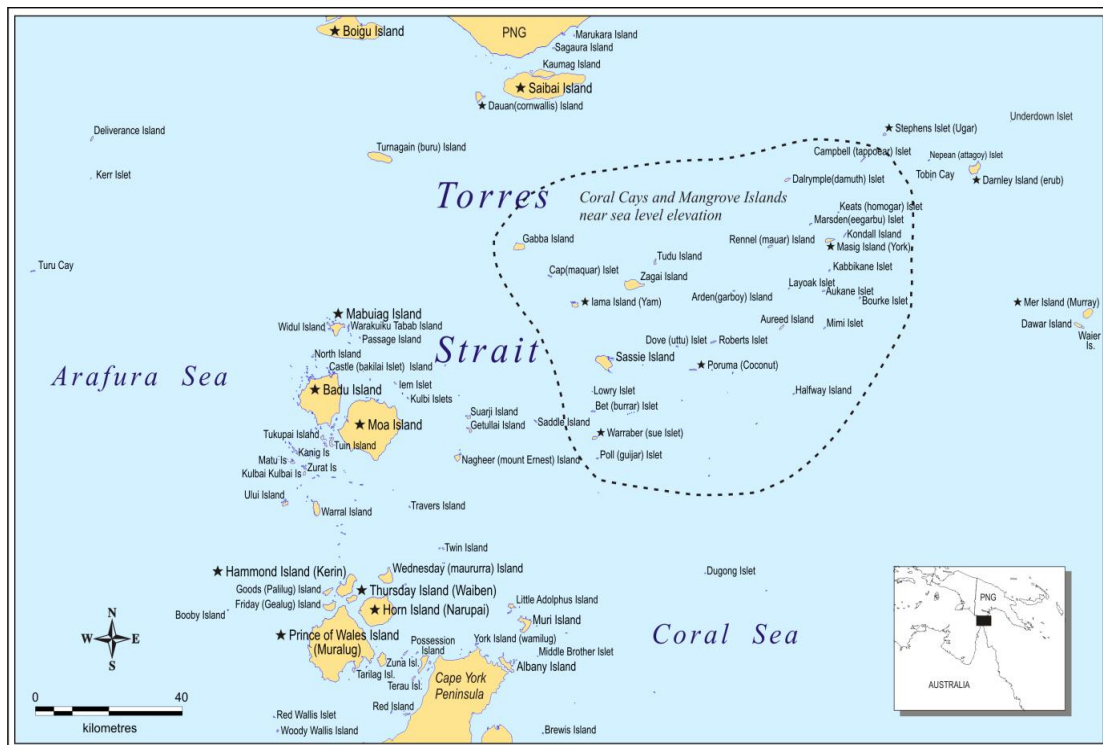 Boigu Island
PNG
Marukara Island
Sagaura Island
Kaumag Island
Saibai Island
Dauan(cornwallis) Island
Deliverance Island
Kerr Islet
Turnagain (buru) Island
Underdown Islet
Stephens Islet (Ugar)
Campbell (tappoear) Islet
Nepean (attagoy) Islet
Tobin Cay
Darnley Island (erub)
Dalrymple(damuth) Islet
Torres
Coral Cays and Mangrove Islands
near sea level elevation
Keats (homogar) Islet
Marsden(eegarbu) Islet
Kondall Island
Rennel (mauar) Island
Masig Island (York)
Gabba Island
Tudu Island
Cap(maquar) Islet
Zagai Island
Kabbikane Islet
Turu Cay
Layoak Islet
Aukane Islet
Arden(garboy) Island
Bourke Islet
Iama Island (Yam)
Mer Island (Murray)
Mabuiag Island
Widul Island
Warakuiku Tabab Island
Passage Island
Aureed Island
Mimi Islet
Dawar Island
Waier
Is.
Strait
Dove (uttu) Islet
Roberts Islet
North Island
Sassie Island
Castle (bakilai Islet) Island
Poruma (Coconut)
Arafura Sea
Badu Island
Iem Islet
Kulbi Islets
Lowry Islet
Halfway Island
Bet (burrar) Islet
Suarji Island
Getullai Island
Saddle Island
Moa Island
Warraber (sue Islet)
Tukupai Island
Tuin Island
Kanig Is
Matu Is
Zurat Is
Kulbai Kulbai Is
Nagheer (mount Ernest) Island
Poll (guijar) Islet
Ului Island
Warral Island
Travers Island
Twin Island
Hammond Island (Kerin)
Wednesday (maururra) Island
Dugong Islet
Goods (Palilug) Island
Thursday Island (Waiben)
Friday (Gealug) Island
Horn Island (Narupai)
Booby Island
Little Adolphus Island
Muri Island
Prince of Wales Island
(Muralug)
Coral Sea
Possession
Island
York Island (wamilug)
Middle Brother Islet
Zuna Isl.
Albany Island
Tarilag Isl.
Terau Isl.
Cape York
Peninsula
Red Island
Red Wallis Islet
Woody Wallis Island
Brewis Island
N
W E
S
0 40
kilometres
PNG
AUSTRALIA